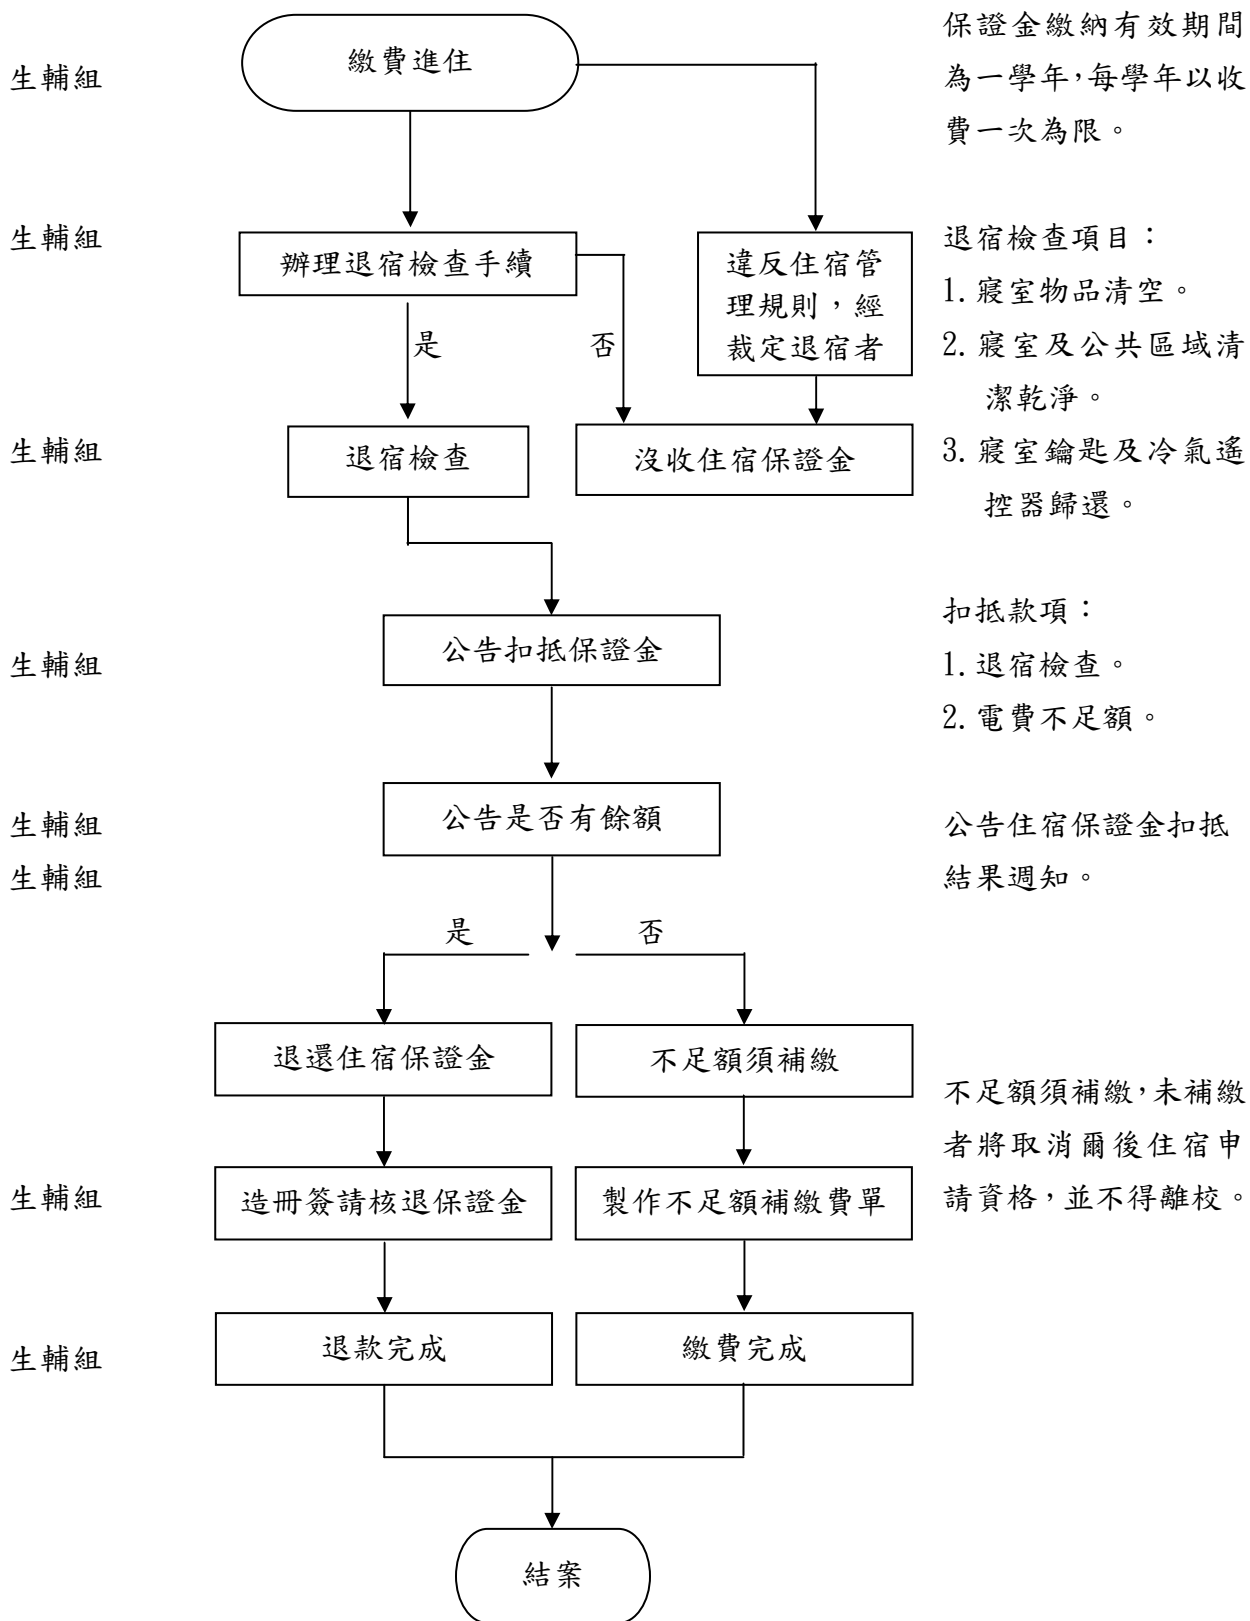 保證金繳納有效期間
繳費進住
生輔組
為一學年,每學年以收
費一次為限。
生輔組
辦理退宿檢查手續
違反住宿管
理規則,經
裁定退宿者
退宿檢查項目:
1. 寢室物品清空。
是
否
2. 寢室及公共區域清
潔乾淨。
生輔組
退宿檢查
沒收住宿保證金
3. 寢室鑰匙及冷氣遙
控器歸還。
扣抵款項:
生輔組
公告扣抵保證金
1. 退宿檢查。
2. 電費不足額。
生輔組
公告是否有餘額
公告住宿保證金扣抵
生輔組
結果週知。
是
否
退還住宿保證金
不足額須補繳
不足額須補繳,未補繳
者將取消爾後住宿申
生輔組
造冊簽請核退保證金
製作不足額補繳費單
請資格,並不得離校。
生輔組
退款完成
繳費完成
結案